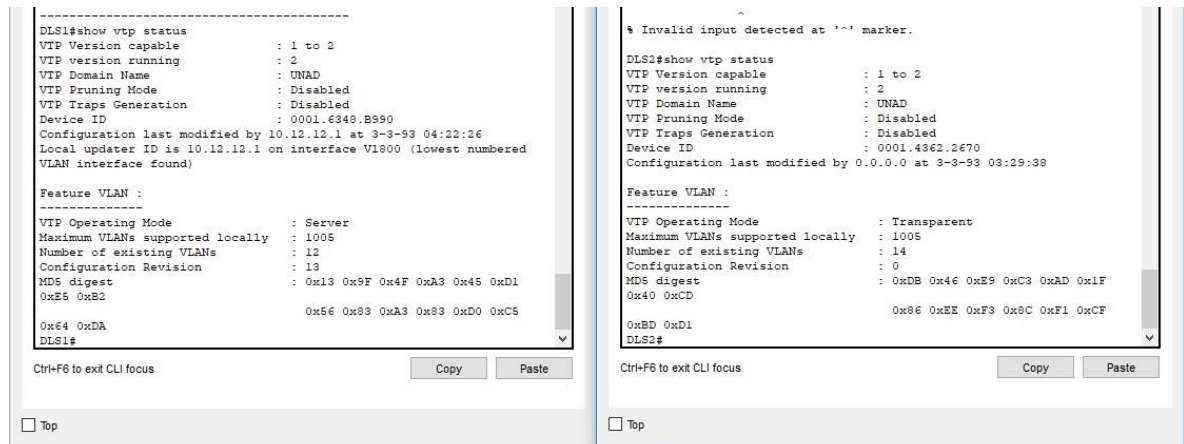 -------------------------------------------
DLS1#show vtp status
VTP Version capable : 1 to 2
VTP version running : 2
VTP Domain Name : UNAD
VTP Pruning Mode : Disabled
VTP Traps Generation : Disabled
Device ID : 0001.6348.B990
Configuration last modified by 10.12.12.1 at 3-3-93 04:22:26
Local updater ID is 10.12.12.1 on interface Vl800 (lowest numbered
VLAN interface found)
Feature VLAN :
--------------
VTP Operating Mode : Server
Maximum VLANs supported locally : 1005
Number of existing VLANs : 12
Configuration Revision : 13
MD5 digest : 0x13 0x9F 0x4F 0xA3 0x45 0xD1
0xE5 0xB2
0x56 0x83 0xA3 0x83 0xD0 0xC5
0x64 0xDA
DLS1#
Ctrl+F6 to exit CLI focus
Copy
Paste
Top
^
% Invalid input detected at '^' marker.
DLS2#show vtp status
VTP Version capable : 1 to 2
VTP version running : 2
VTP Domain Name : UNAD
VTP Pruning Mode : Disabled
VTP Traps Generation : Disabled
Device ID : 0001.4362.2670
Configuration last modified by 0.0.0.0 at 3-3-93 03:29:38
Feature VLAN :
--------------
VTP Operating Mode : Transparent
Maximum VLANs supported locally : 1005
Number of existing VLANs : 14
Configuration Revision : 0
MD5 digest : 0xDB 0x46 0xE9 0xC3 0xAD 0x1F
0x40 0xCD
0x86 0xEE 0xF3 0x8C 0xF1 0xCF
0xBD 0xD1
DLS2#
Ctrl+F6 to exit CLI focus
Copy
Paste
Top